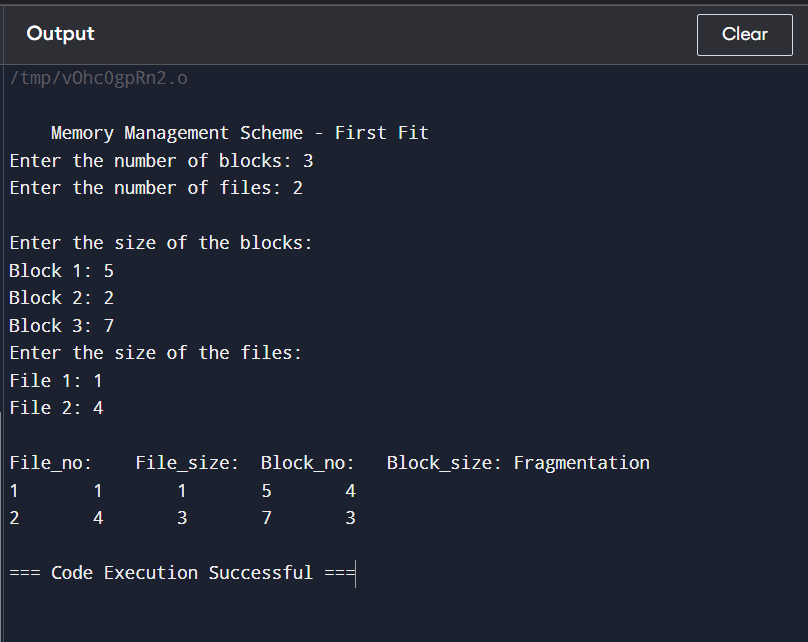 Output
Clear
/tmp/vOhc0gpRn2.o
Memory Management Scheme - First Fit
Enter the number of blocks: 3
Enter the number of files: 2
Enter the size of the blocks:
Block 1: 5
Block 2: 2
Block 3: 7
Enter the size of the files:
File 1: 1
File 2: 4
File_no: File_size: Block_no: Block_size: Fragmentation
1 1 1 5 4
2 4 3 7 3
=== Code Execution Successful ===